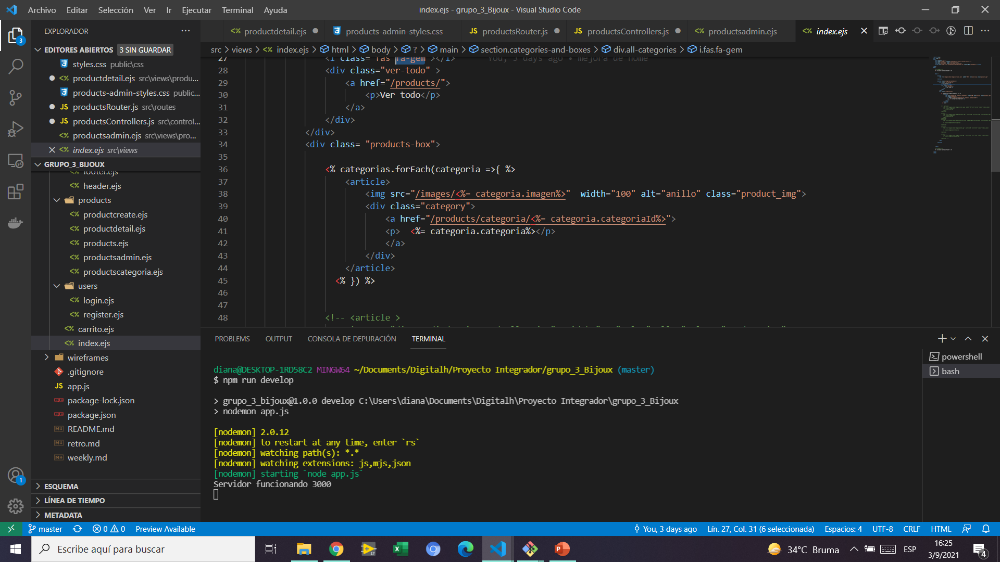 Archivo Editar Selección Ver Ir Ejecutar Terminal Ayuda
index.ejs - grupo_3_Bijoux - Visual Studio Code
EXPLORADOR
EDITORES ABIERTOS 3 SIN GUARDAR
styles.css public\css
productdetail.ejs src\views\produ...
products-admin-styles.css public...
JS productsRouter.js src\routes
JS productsControllers.js src\control...
productsadmin.ejs src\views\pro...
index.ejs src\views
GRUPO_3_BIJOUX
footer.ejs
header.ejs
products
productcreate.ejs
productdetail.ejs
products.ejs
productsadmin.ejs
productscategoria.ejs
users
login.ejs
register.ejs
carrito.ejs
index.ejs
wireframes
.gitignore
JS app.js
package-lock.json
package.json
README.md
retro.md
weekly.md
ESQUEMA
LÍNEA DE TIEMPO
METADATA
productdetail.ejs products-admin-styles.css JS productsRouter.js JS productsControllers.js productsadmin.ejs index.ejs
src > views > <% index.ejs > html > body > ? > main > section.categories-and-boxes > div.all-categories > i.fas.fa-gem
27 <i class="fas fa-gem"></i> You, 3 days ago • mejora de home
28 <div class="ver-todo" >
29 <a href="/products/">
30 <p>Ver todo</p>
31 </a>
32 </div>
33 </div>
34 <div class= "products-box">
35
36 <% categorias.forEach(categoria =>{ %>
37 <article>
38 <img src="/images/<%= categoria.imagen%>"  width="100" alt="anillo" class="product_img">
39 <div class="category">
40 <a href="/products/categoria/<%= categoria.categoriaId%>">
41 <p>  <%= categoria.categoria%></p>
42 </a>
43 </div>
44 </article>
45 <% }) %>
46
47
48 <!-- <article >
PROBLEMS OUTPUT CONSOLA DE DEPURACIÓN TERMINAL
powershell
bash
diana@DESKTOP-1RD58C2 MINGW64 ~/Documents/Digitalh/Proyecto Integrador/grupo_3_Bijoux (master)
$ npm run develop
> grupo_3_bijoux@1.0.0 develop C:\Users\diana\Documents\Digitalh\Proyecto Integrador\grupo_3_Bijoux
> nodemon app.js
[nodemon] 2.0.12
[nodemon] to restart at any time, enter `rs`
[nodemon] watching path(s): *.*
[nodemon] watching extensions: js,mjs,json
[nodemon] starting `node app.js`
Servidor funcionando 3000
master 0 0 Preview Available You, 3 days ago Lín. 27, Col. 31 (6 seleccionada) Espacios: 4 UTF-8 CRLF HTML
Escribe aquí para buscar
34°C Bruma ESP
16:25
3/9/2021
4